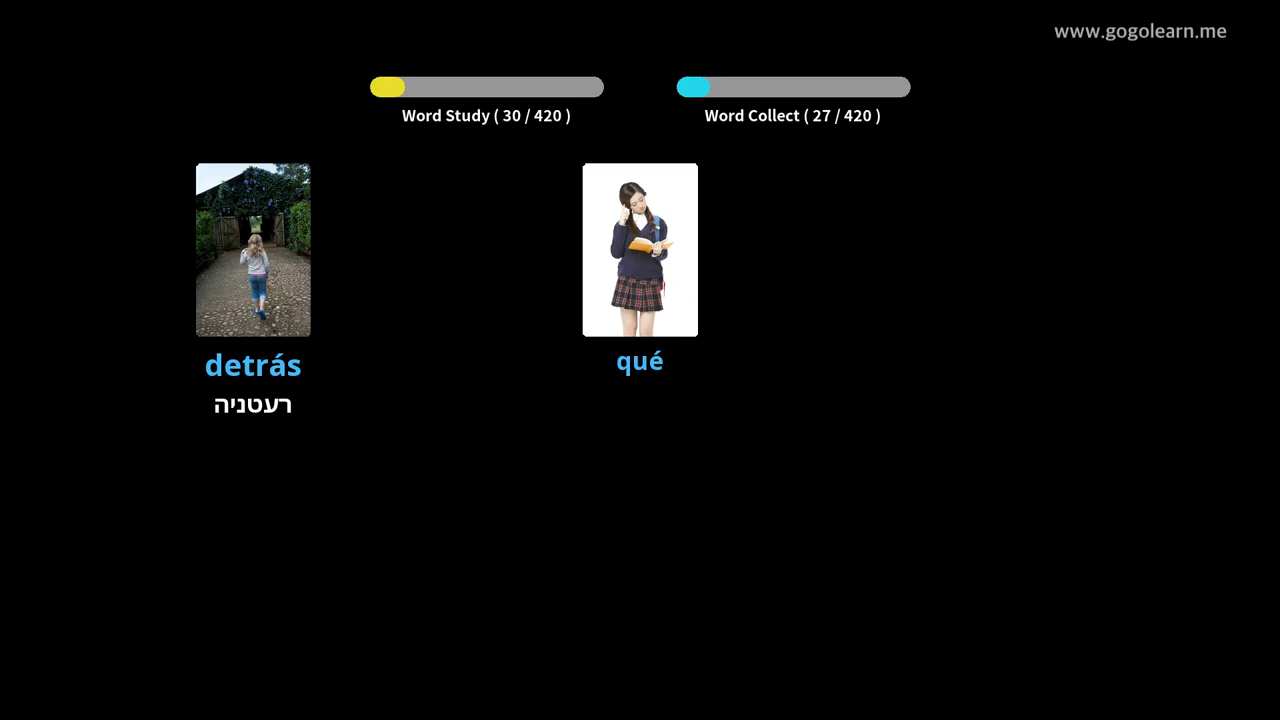 www.gogolearn.me
Word Study ( 30 / 420 )
Word Collect ( 27 / 420 )
detrás
רעטניה
qué